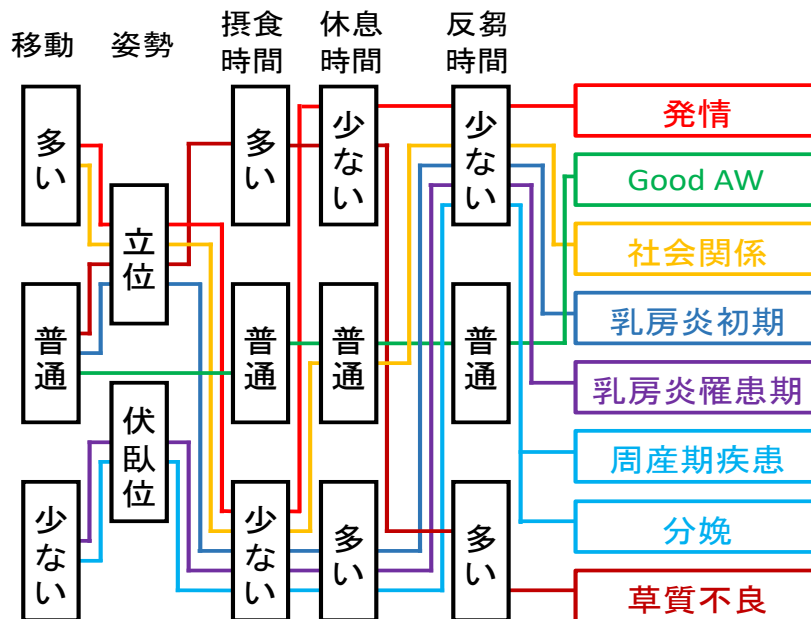 移動
姿勢
摂食
時間
休息
時間
反芻
時間
多い
普通
少ない
立位
伏臥位
多い
普通
少ない
少ない
普通
多い
少ない
普通
多い
発情
Good AW
社会関係
乳房炎初期
乳房炎罹患期
周産期疾患
分娩
草質不良